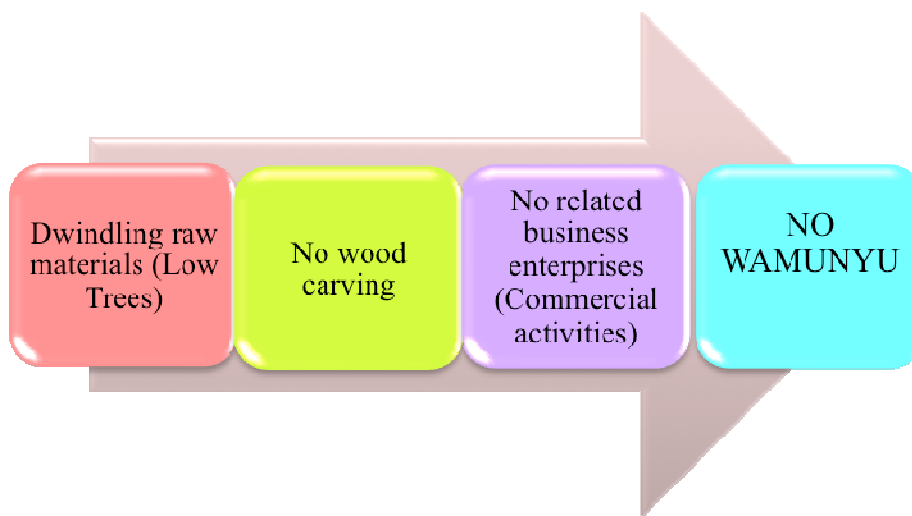 Dwindling raw
materials (Low
Trees)
No wood
carving
No related
business
enterprises
(Commercial
activities)
NO
WAMUNYU